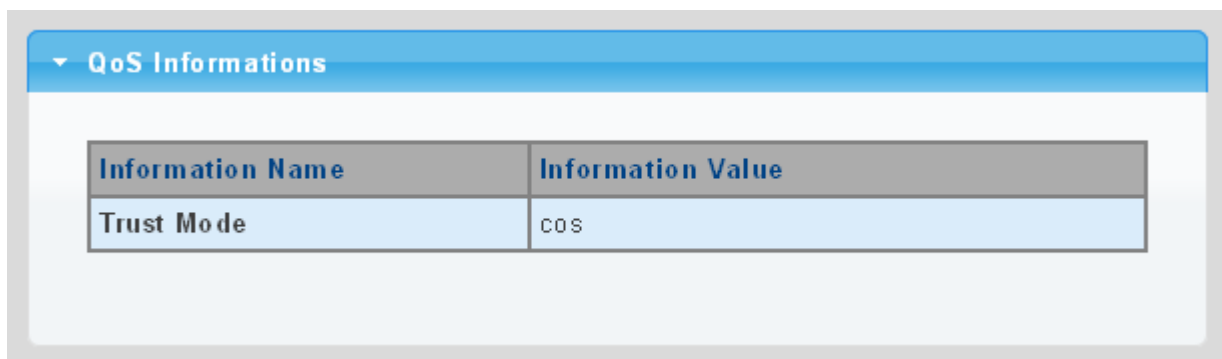 QoS Informations
Information Name Information Value
Trust Mode cos